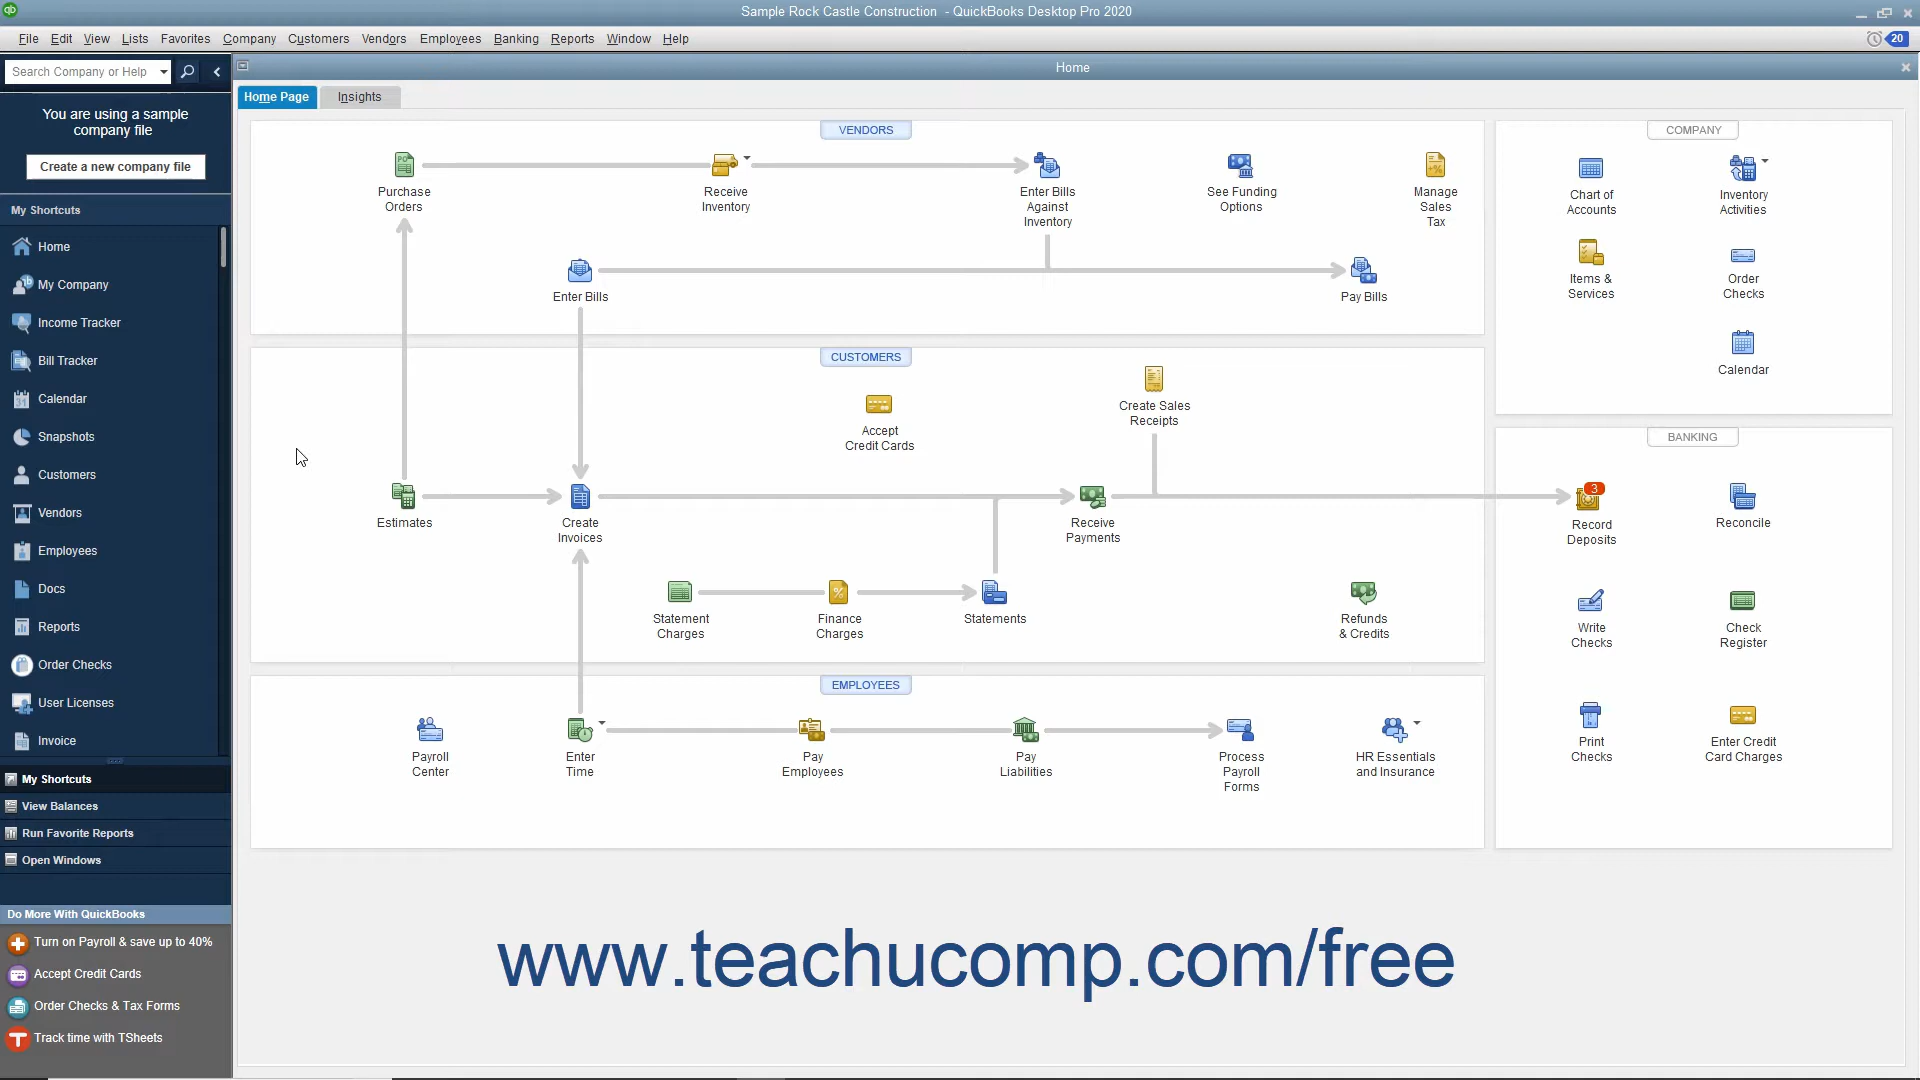 qb
Sample Rock Castle Construction - QuickBooks Desktop Pro 2020
File Edit View Lists Favorites Company Customers Vendors Employees Banking Reports Window Help
20
Search Company or Help
Home
Home Page
Insights
You are using a sample
company file
Create a new company file
My Shortcuts
Home
My Company
Income Tracker
Bill Tracker
Calendar
Snapshots
Customers
Vendors
Employees
Docs
Reports
Order Checks
User Licenses
Invoice
My Shortcuts
View Balances
Run Favorite Reports
Open Windows
Do More With QuickBooks
Turn on Payroll & save up to 40%
Accept Credit Cards
Order Checks & Tax Forms
Track time with TSheets
VENDORS
Purchase
Orders
Receive
Inventory
Enter Bills
Against
Inventory
See Funding
Options
Manage
Sales
Tax
Enter Bills
Pay Bills
CUSTOMERS
Accept
Credit Cards
Create Sales
Receipts
Estimates
Create
Invoices
Receive
Payments
Statement
Charges
Finance
Charges
Statements
Refunds
& Credits
EMPLOYEES
Payroll
Center
Enter
Time
Pay
Employees
Pay
Liabilities
Process
Payroll
Forms
HR Essentials
and Insurance
COMPANY
Chart of
Accounts
Inventory
Activities
Items &
Services
Order
Checks
Calendar
BANKING
3
Record
Deposits
Reconcile
Write
Checks
Check
Register
Print
Checks
Enter Credit
Card Charges
www.teachucomp.com/free